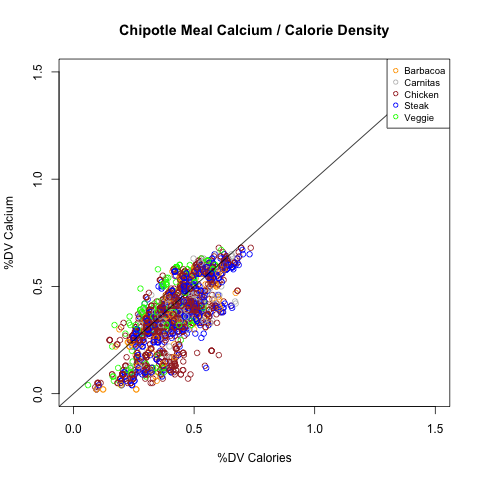 Chipotle Meal Calcium / Calorie Density
Barbacoa
Carnitas
Chicken
Steak
Veggie
%DV Calcium
1.5
1.0
0.5
0.0
0.0 0.5 1.0 1.5
%DV Calories